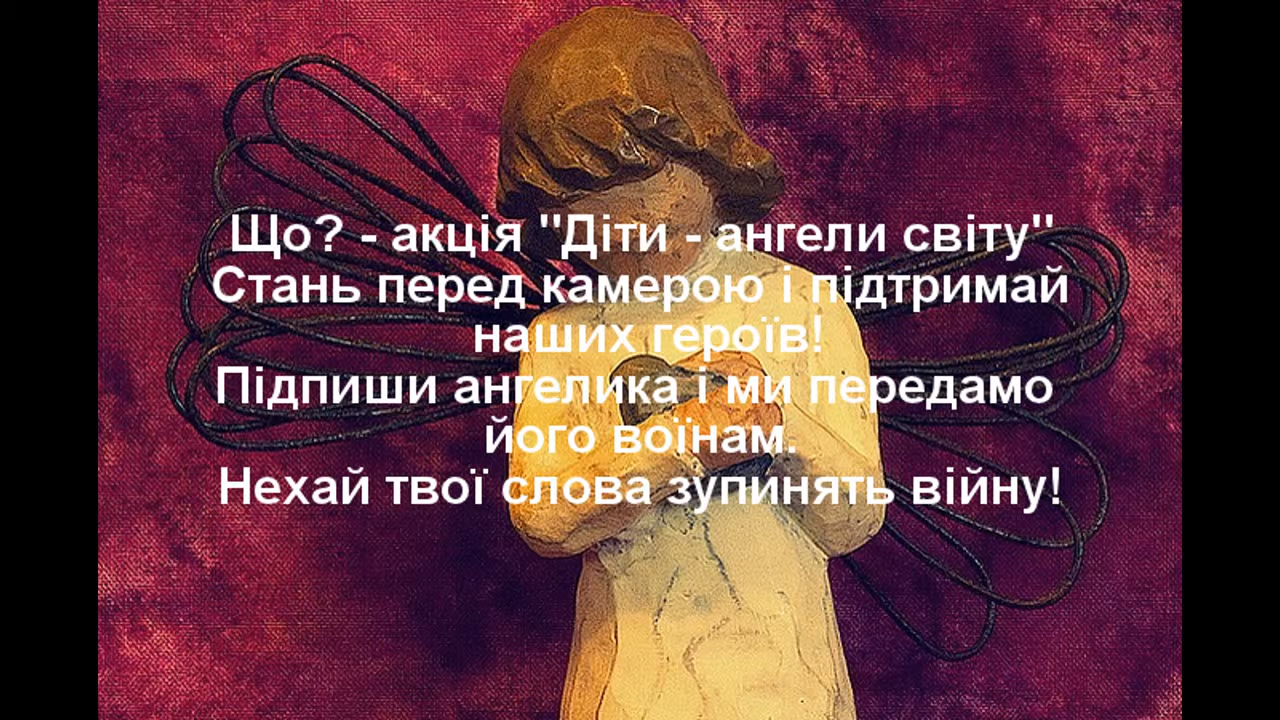 Що? - акція "Діти - ангели світу"
Стань перед камерою і підтримай
наших героїв!
Підпиши ангелика і ми передамо
його воїнам.
Нехай твої слова зупинять війну!